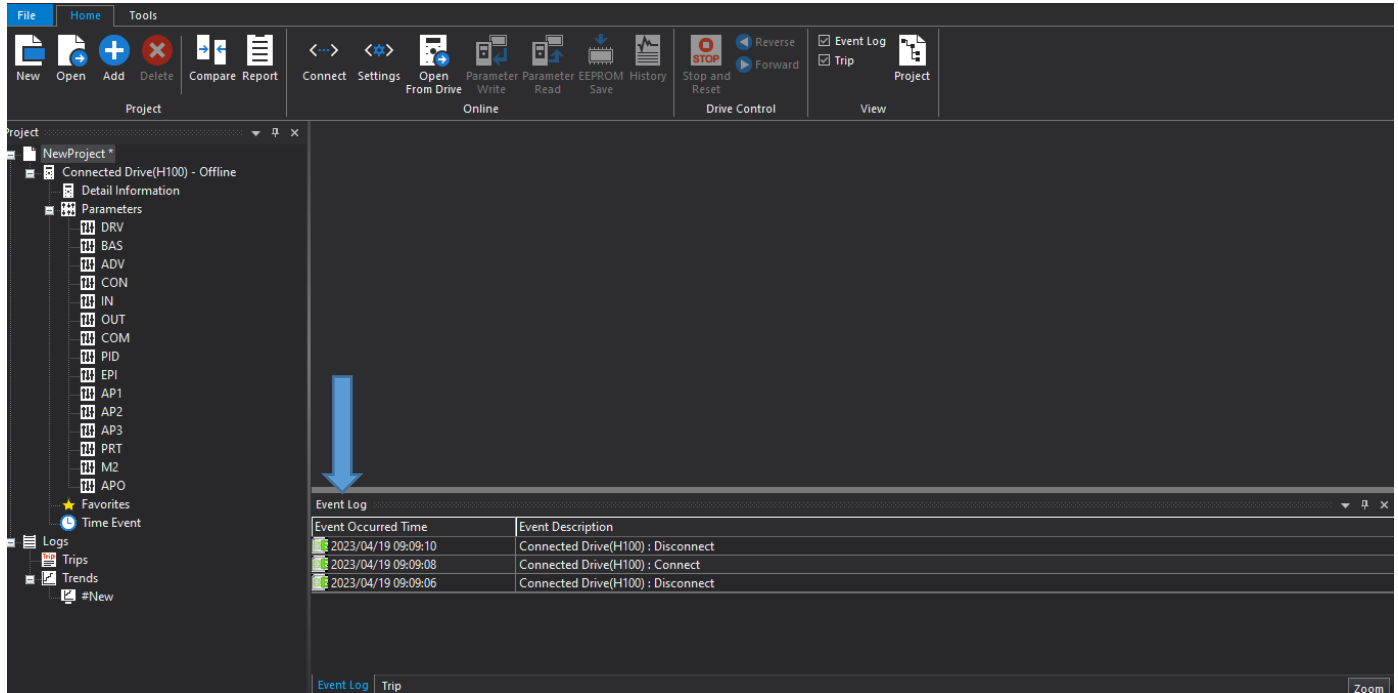 File Home Tools
New Open Add Delete Compare Report
Connect Settings Open From Drive Parameter Write Parameter Read EEPROM Save History
STOP
Stop and Reset
Reverse
Forward
Event Log
Trip
Project
Project Online Drive Control View
Project
NewProject *
Connected Drive(H100) - Offline
Detail Information
Parameters
DRV
BAS
ADV
CON
IN
OUT
COM
PID
EPI
AP1
AP2
AP3
PRT
M2
APO
Favorites
Time Event
Logs
Trip
Trips
Trends
#New
Event Log
Event Occurred Time Event Description
2023/04/19 09:09:10 Connected Drive(H100) : Disconnect
2023/04/19 09:09:08 Connected Drive(H100) : Connect
2023/04/19 09:09:06 Connected Drive(H100) : Disconnect
Event Log Trip
Zoom